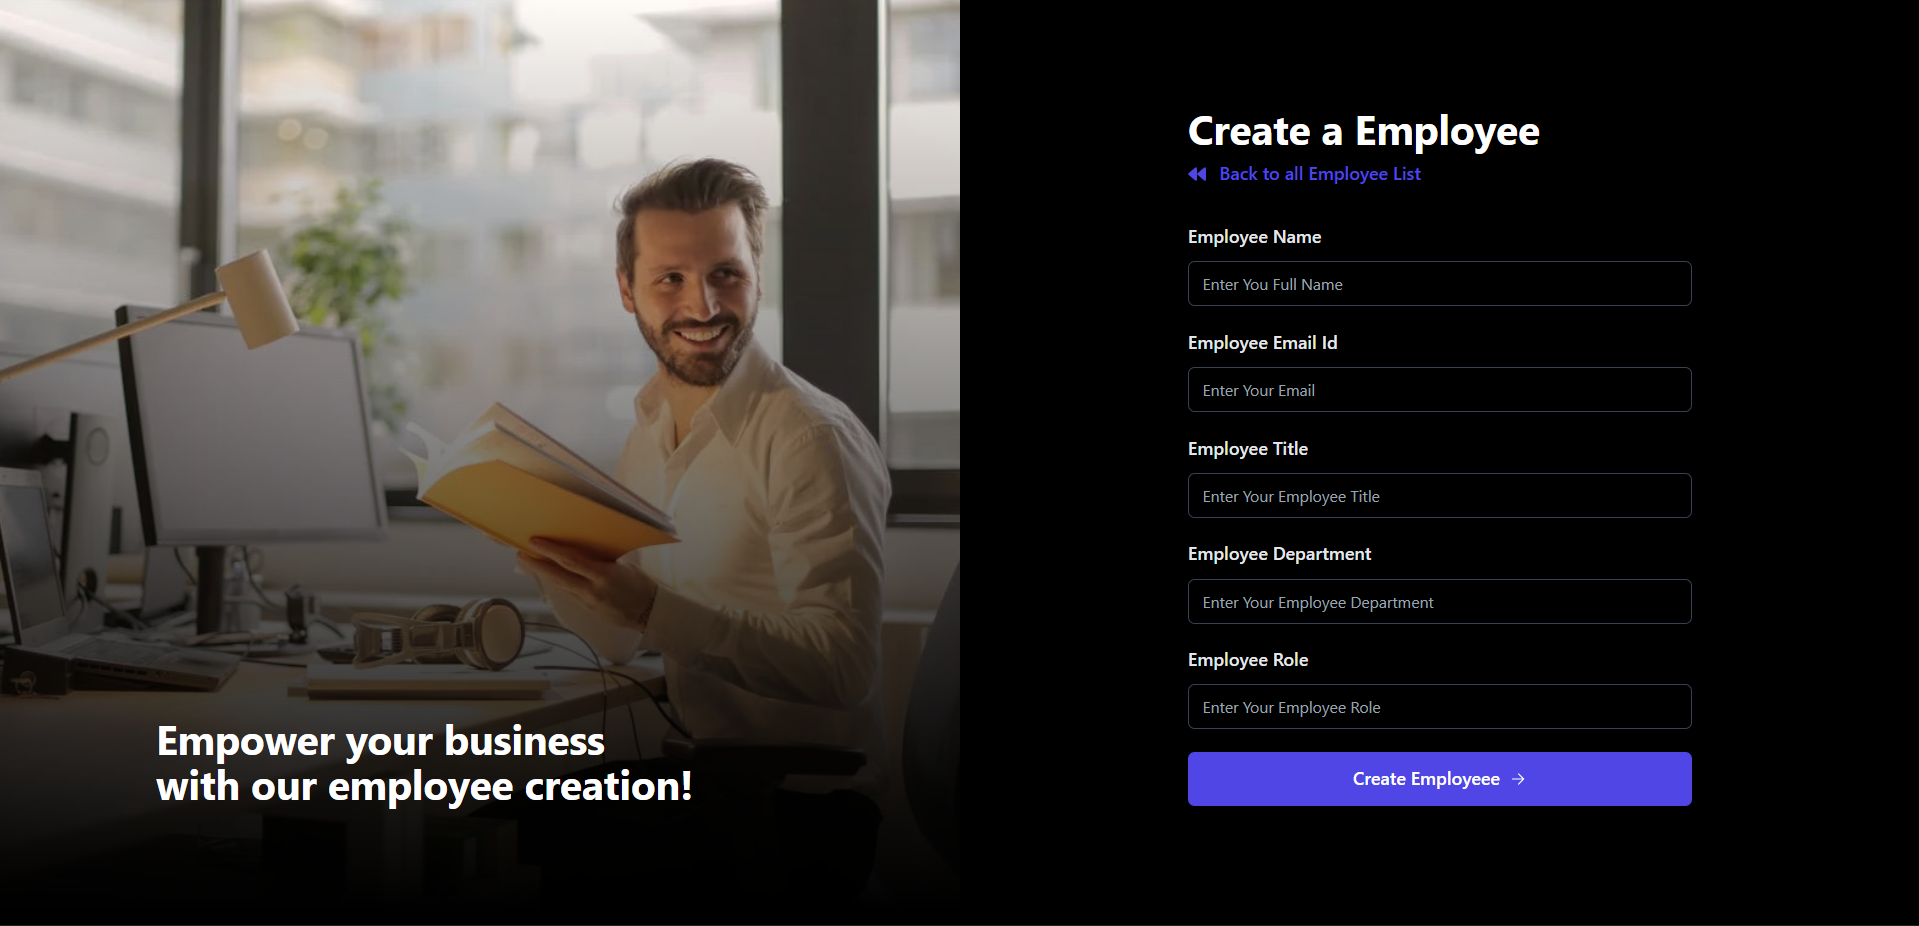 Create a Employee
Back to all Employee List
Employee Name
Enter You Full Name
Employee Email Id
Enter Your Email
Employee Title
Enter Your Employee Title
Employee Department
Enter Your Employee Department
Employee Role
Enter Your Employee Role
Create Employeee
Empower your business
with our employee creation!